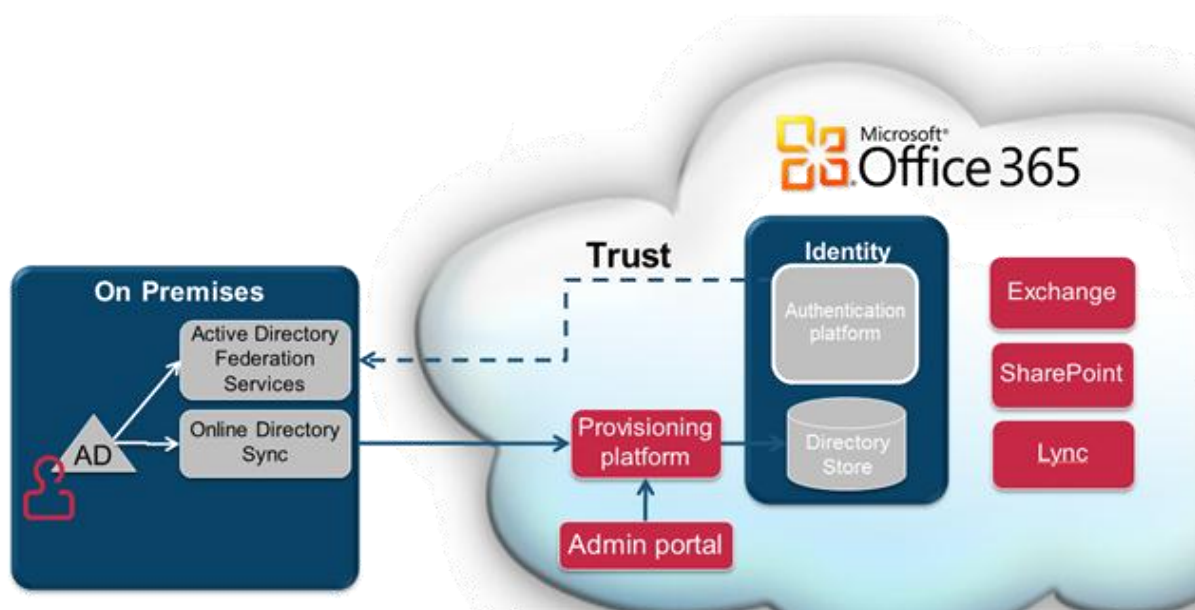 Microsoft®
Office 365
Trust
On Premises
Active Directory
Federation
Services
AD
Online Directory
Sync
Provisioning
platform
Admin portal
Identity
Authentication
platform
Directory
Store
Exchange
SharePoint
Lync